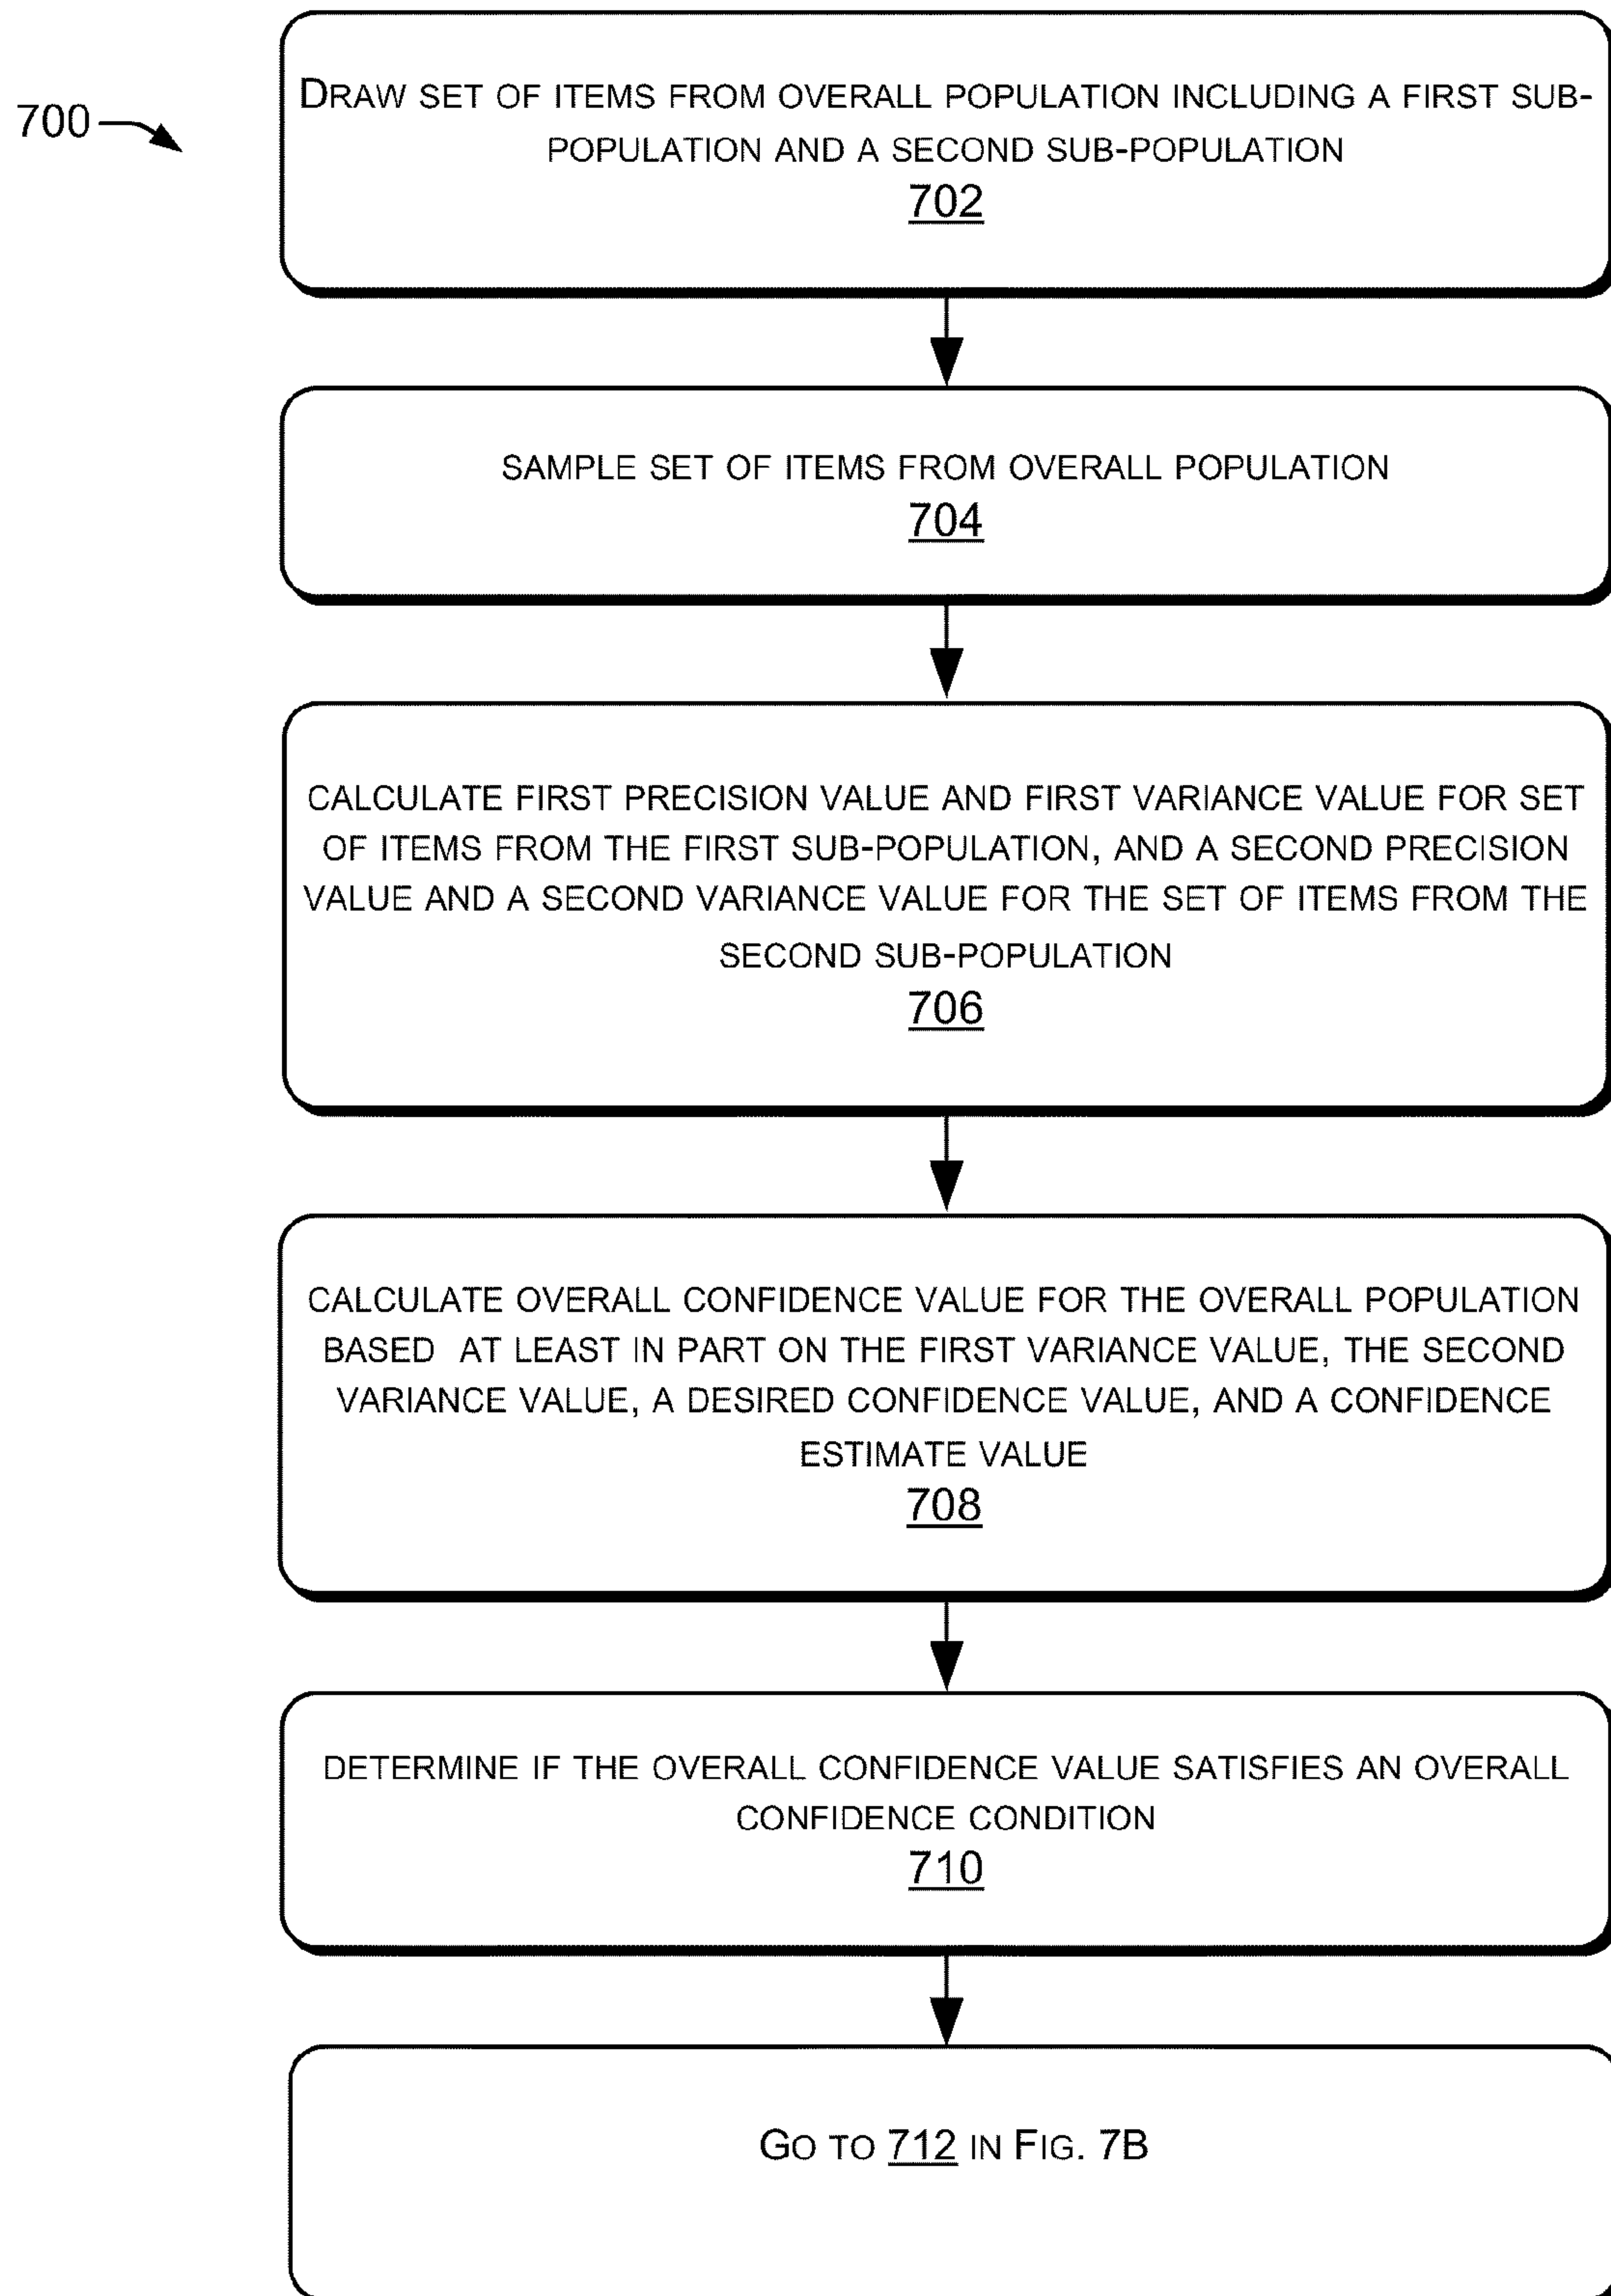 700
DRAW SET OF ITEMS FROM OVERALL POPULATION INCLUDING A FIRST SUB-
POPULATION AND A SECOND SUB-POPULATION
702
SAMPLE SET OF ITEMS FROM OVERALL POPULATION
704
CALCULATE FIRST PRECISION VALUE AND FIRST VARIANCE VALUE FOR SET
OF ITEMS FROM THE FIRST SUB-POPULATION, AND A SECOND PRECISION
VALUE AND A SECOND VARIANCE VALUE FOR THE SET OF ITEMS FROM THE
SECOND SUB-POPULATION
706
CALCULATE OVERALL CONFIDENCE VALUE FOR THE OVERALL POPULATION
BASED AT LEAST IN PART ON THE FIRST VARIANCE VALUE, THE SECOND
VARIANCE VALUE, A DESIRED CONFIDENCE VALUE, AND A CONFIDENCE
ESTIMATE VALUE
708
DETERMINE IF THE OVERALL CONFIDENCE VALUE SATISFIES AN OVERALL
CONFIDENCE CONDITION
710
GO TO 712 IN FIG. 7B